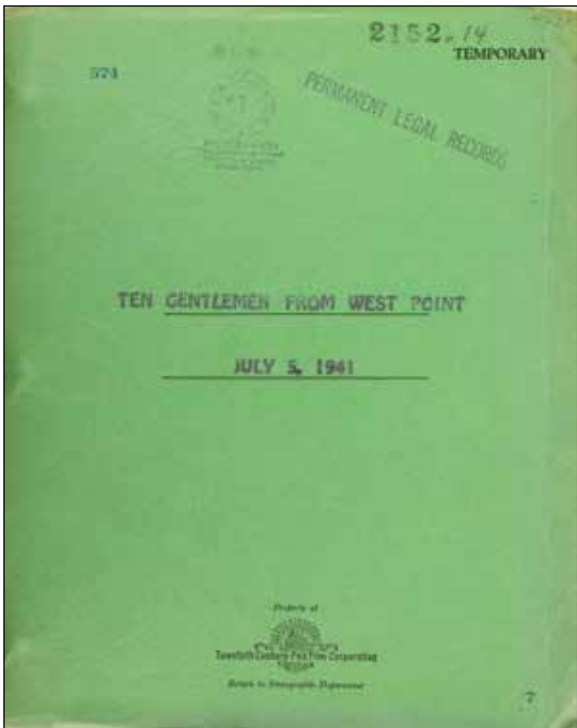 2152.14
TEMPORARY
574
PERMANENT LEGAL RECORDS
TEN GENTLEMEN FROM WEST POINT
JULY 5, 1941
Property of
Twentieth Century-Fox Film Corporation
Return to Stenographic Department
7